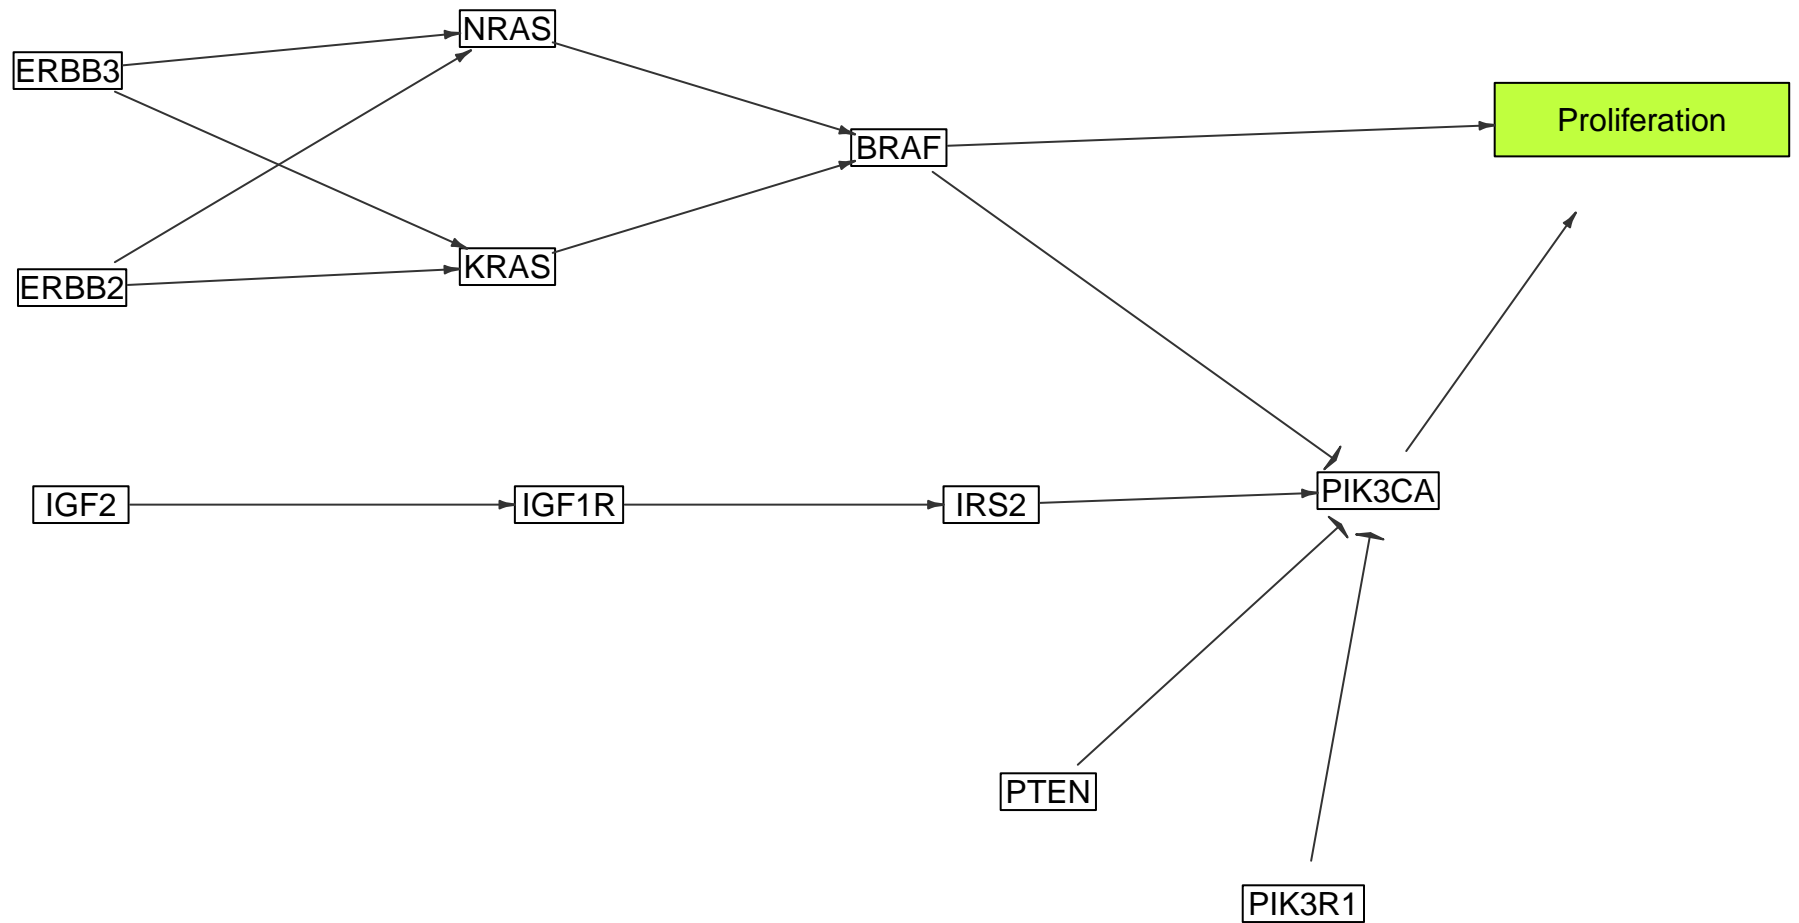 NRAS
ERBB3
Proliferation
BRAF
KRAS
ERBB2
PIK3CA
IGF2
IGF1R
IRS2
PTEN
PIK3R1